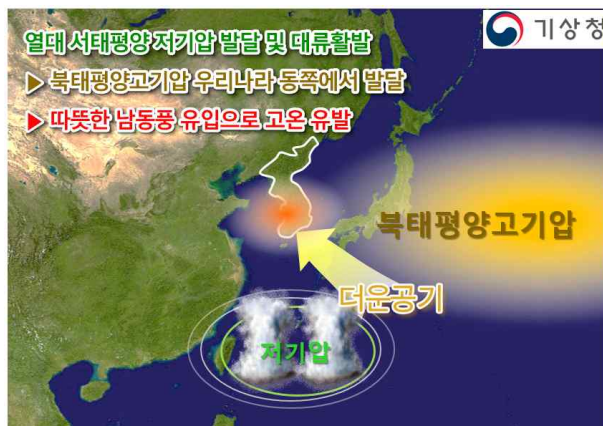 열대 서태평양 저기압 발달 및 대류활발
▶ 북태평양고기압 우리나라 동쪽에서 발달
▶ 따뜻한 남동풍 유입으로 고온 유발
기상청
북태평양고기압
더운공기
저기압